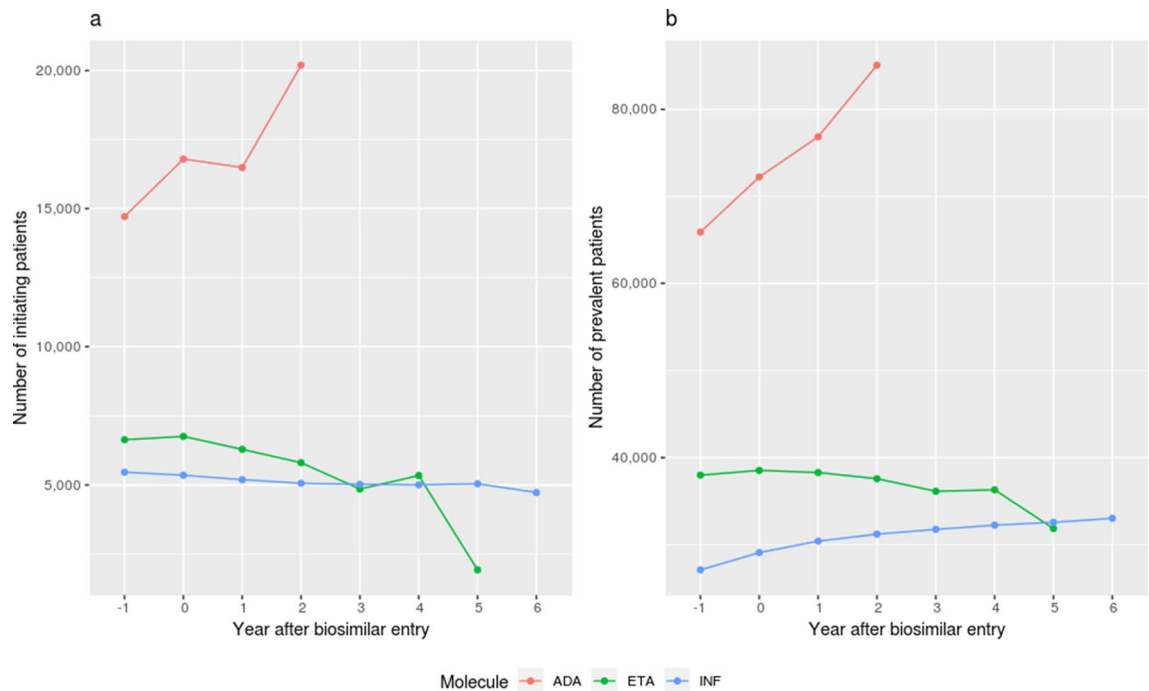 a
Number of initiating patients
20,000
15,000
10,000
5,000
-1 0 1 2 3 4 5 6
Year after biosimilar entry
b
Number of prevalent patients
80,000
60,000
40,000
-1 0 1 2 3 4 5 6
Year after biosimilar entry
Molecule ADA ETA INF